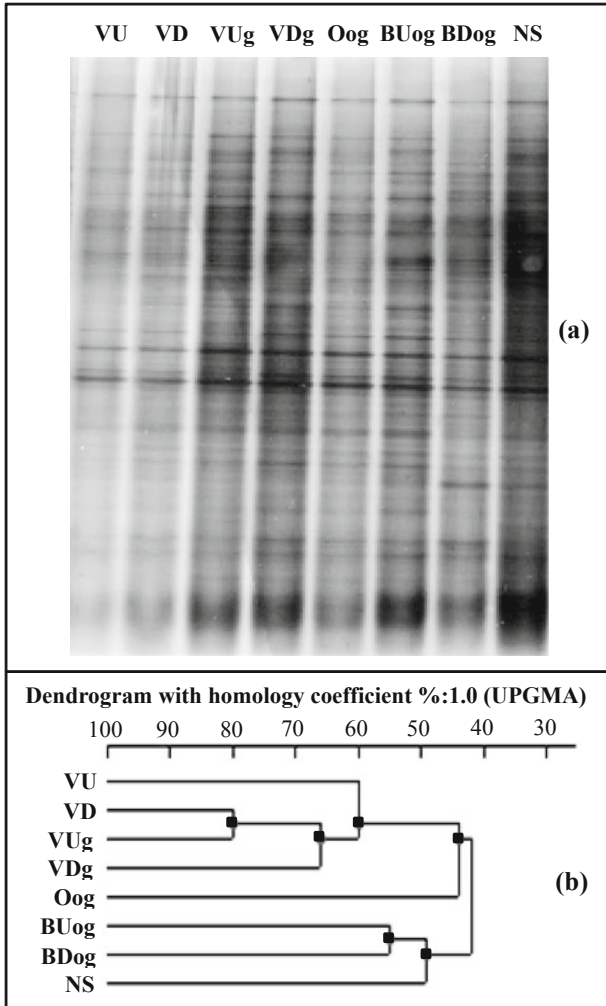 VU VD VUg VDg Oog BUog BDog NS
(a)
Dendrogram with homology coefficient %:1.0 (UPGMA)
100 90 80 70 60 50 40 30
VU
VD
VUg
VDg
Oog
(b)
BUog
BDog
NS